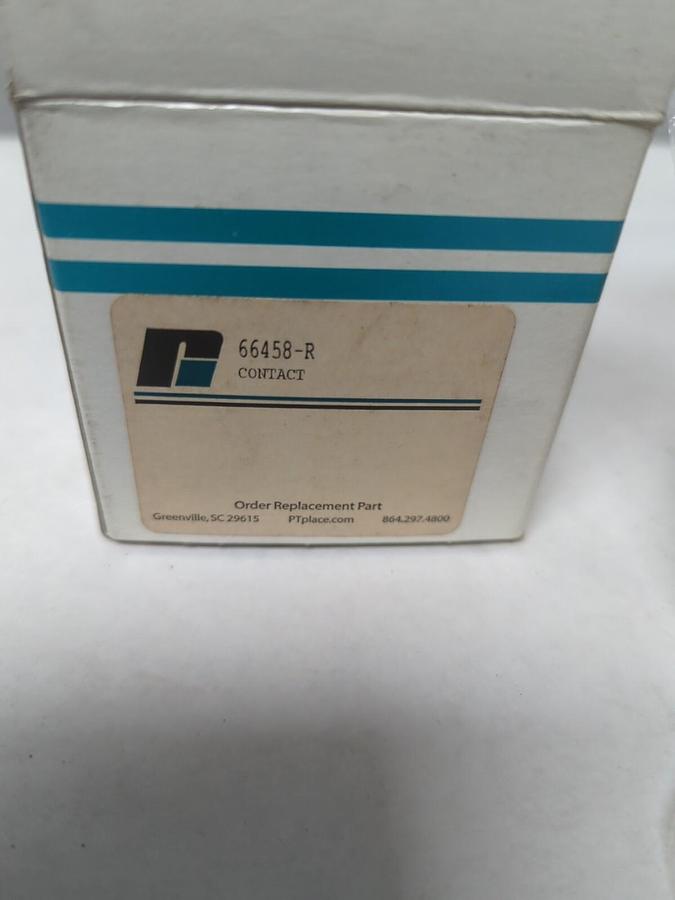 66458-R
CONTACT
Order Replacement Part
Greenville, SC 29615 PTplace.com 864.297.4800